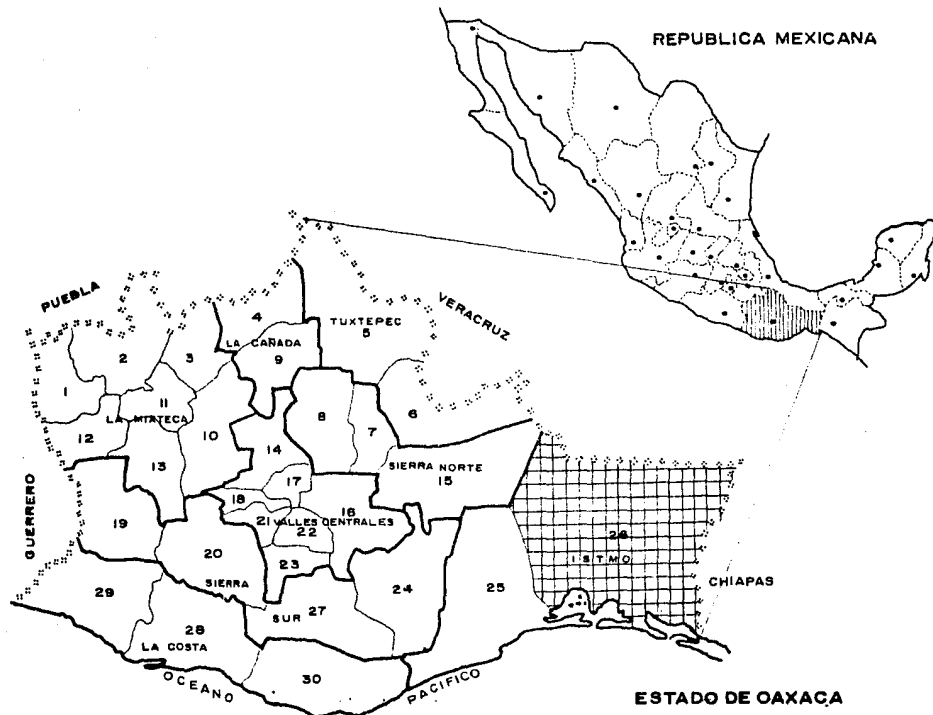 REPUBLICA MEXICANA
PUEBLA
VERACRUZ
TUXTEPEC
5
4
LA CAÑADA
9
2
3
1
11
LA MIXTECA
12
10
13
8
7
6
14
SIERRA NORTE
15
17
18
16
21 VALLES CENTRALES
22
23
GUERRERO
19
20
SIERRA
SUR
27
24
25
26
ISTMO
CHIAPAS
29
28
LA COSTA
30
OCEANO PACIFICO
ESTADO DE OAXACA